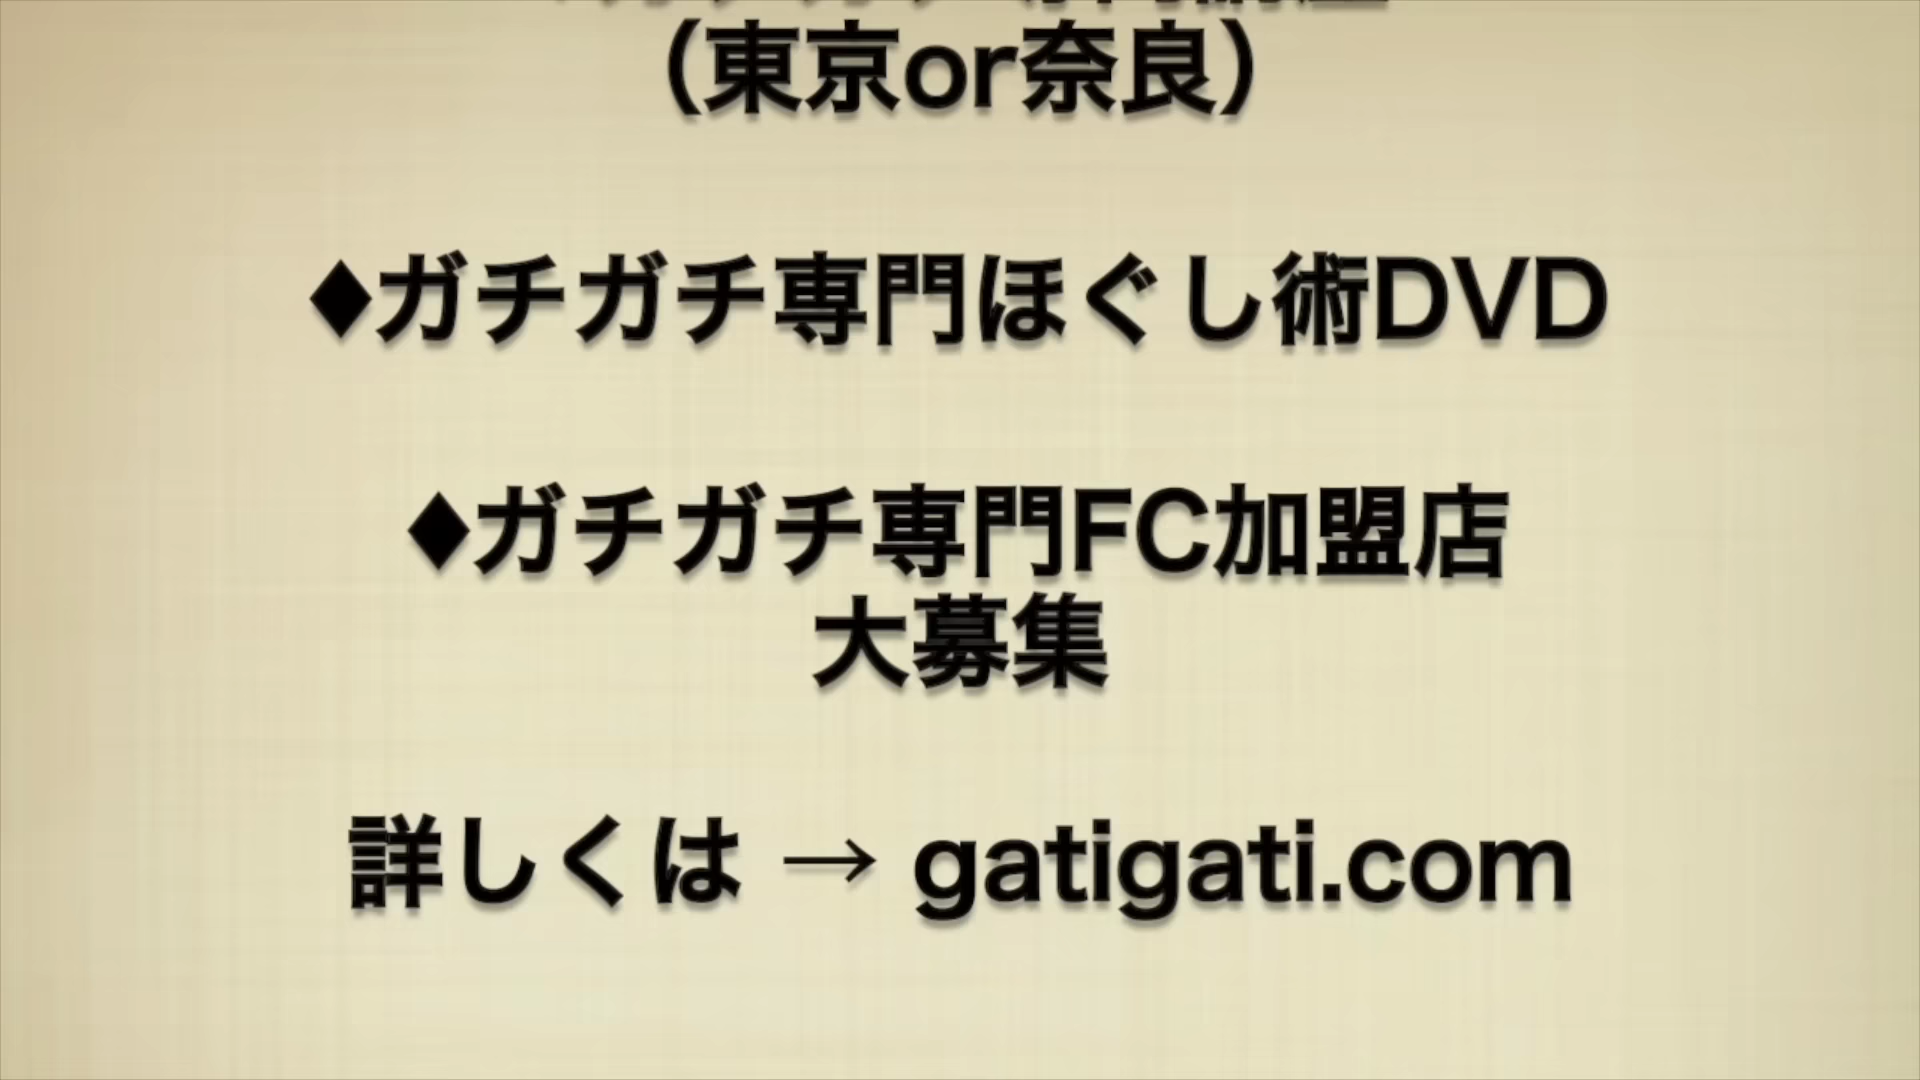 （東京or奈良）
♦ガチガチ専門ほぐし術DVD
♦ガチガチ専門FC加盟店
大募集
詳しくは → gatigati.com